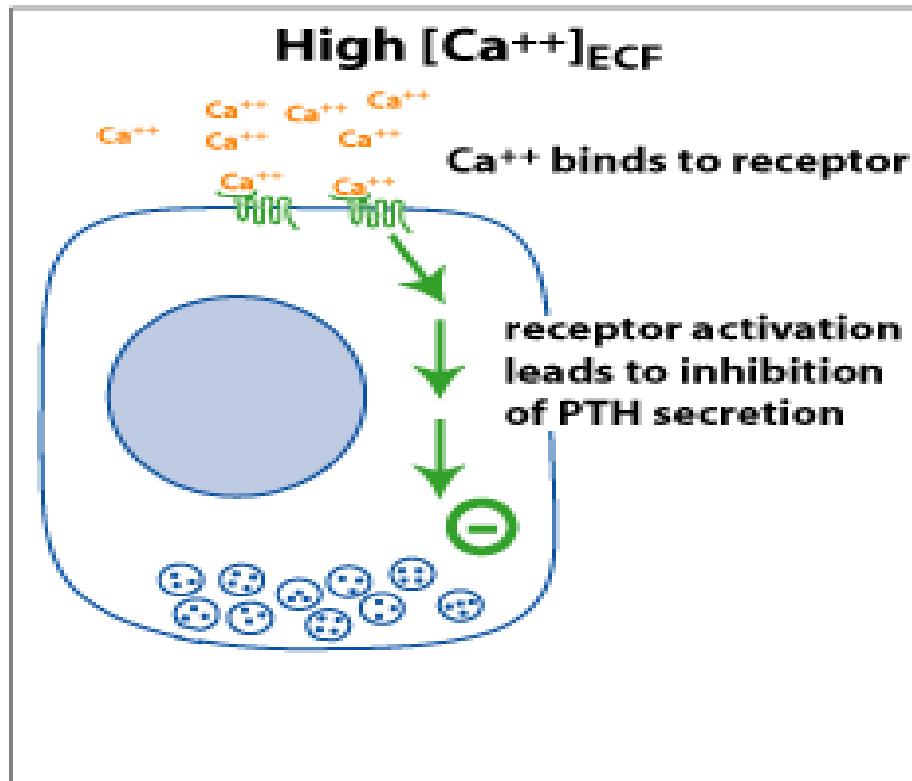 High [Ca⁺⁺]ECF
Ca⁺⁺ Ca⁺⁺ Ca⁺⁺
Ca⁺⁺ Ca⁺⁺ Ca⁺⁺
Ca⁺⁺ Ca⁺⁺
Ca⁺⁺ binds to receptor
receptor activation
leads to inhibition
of PTH secretion
−